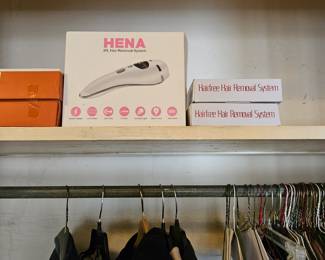 HENA
IPL Hair Removal System
Hairfree Hair Removal System
Hairfree Hair Removal System